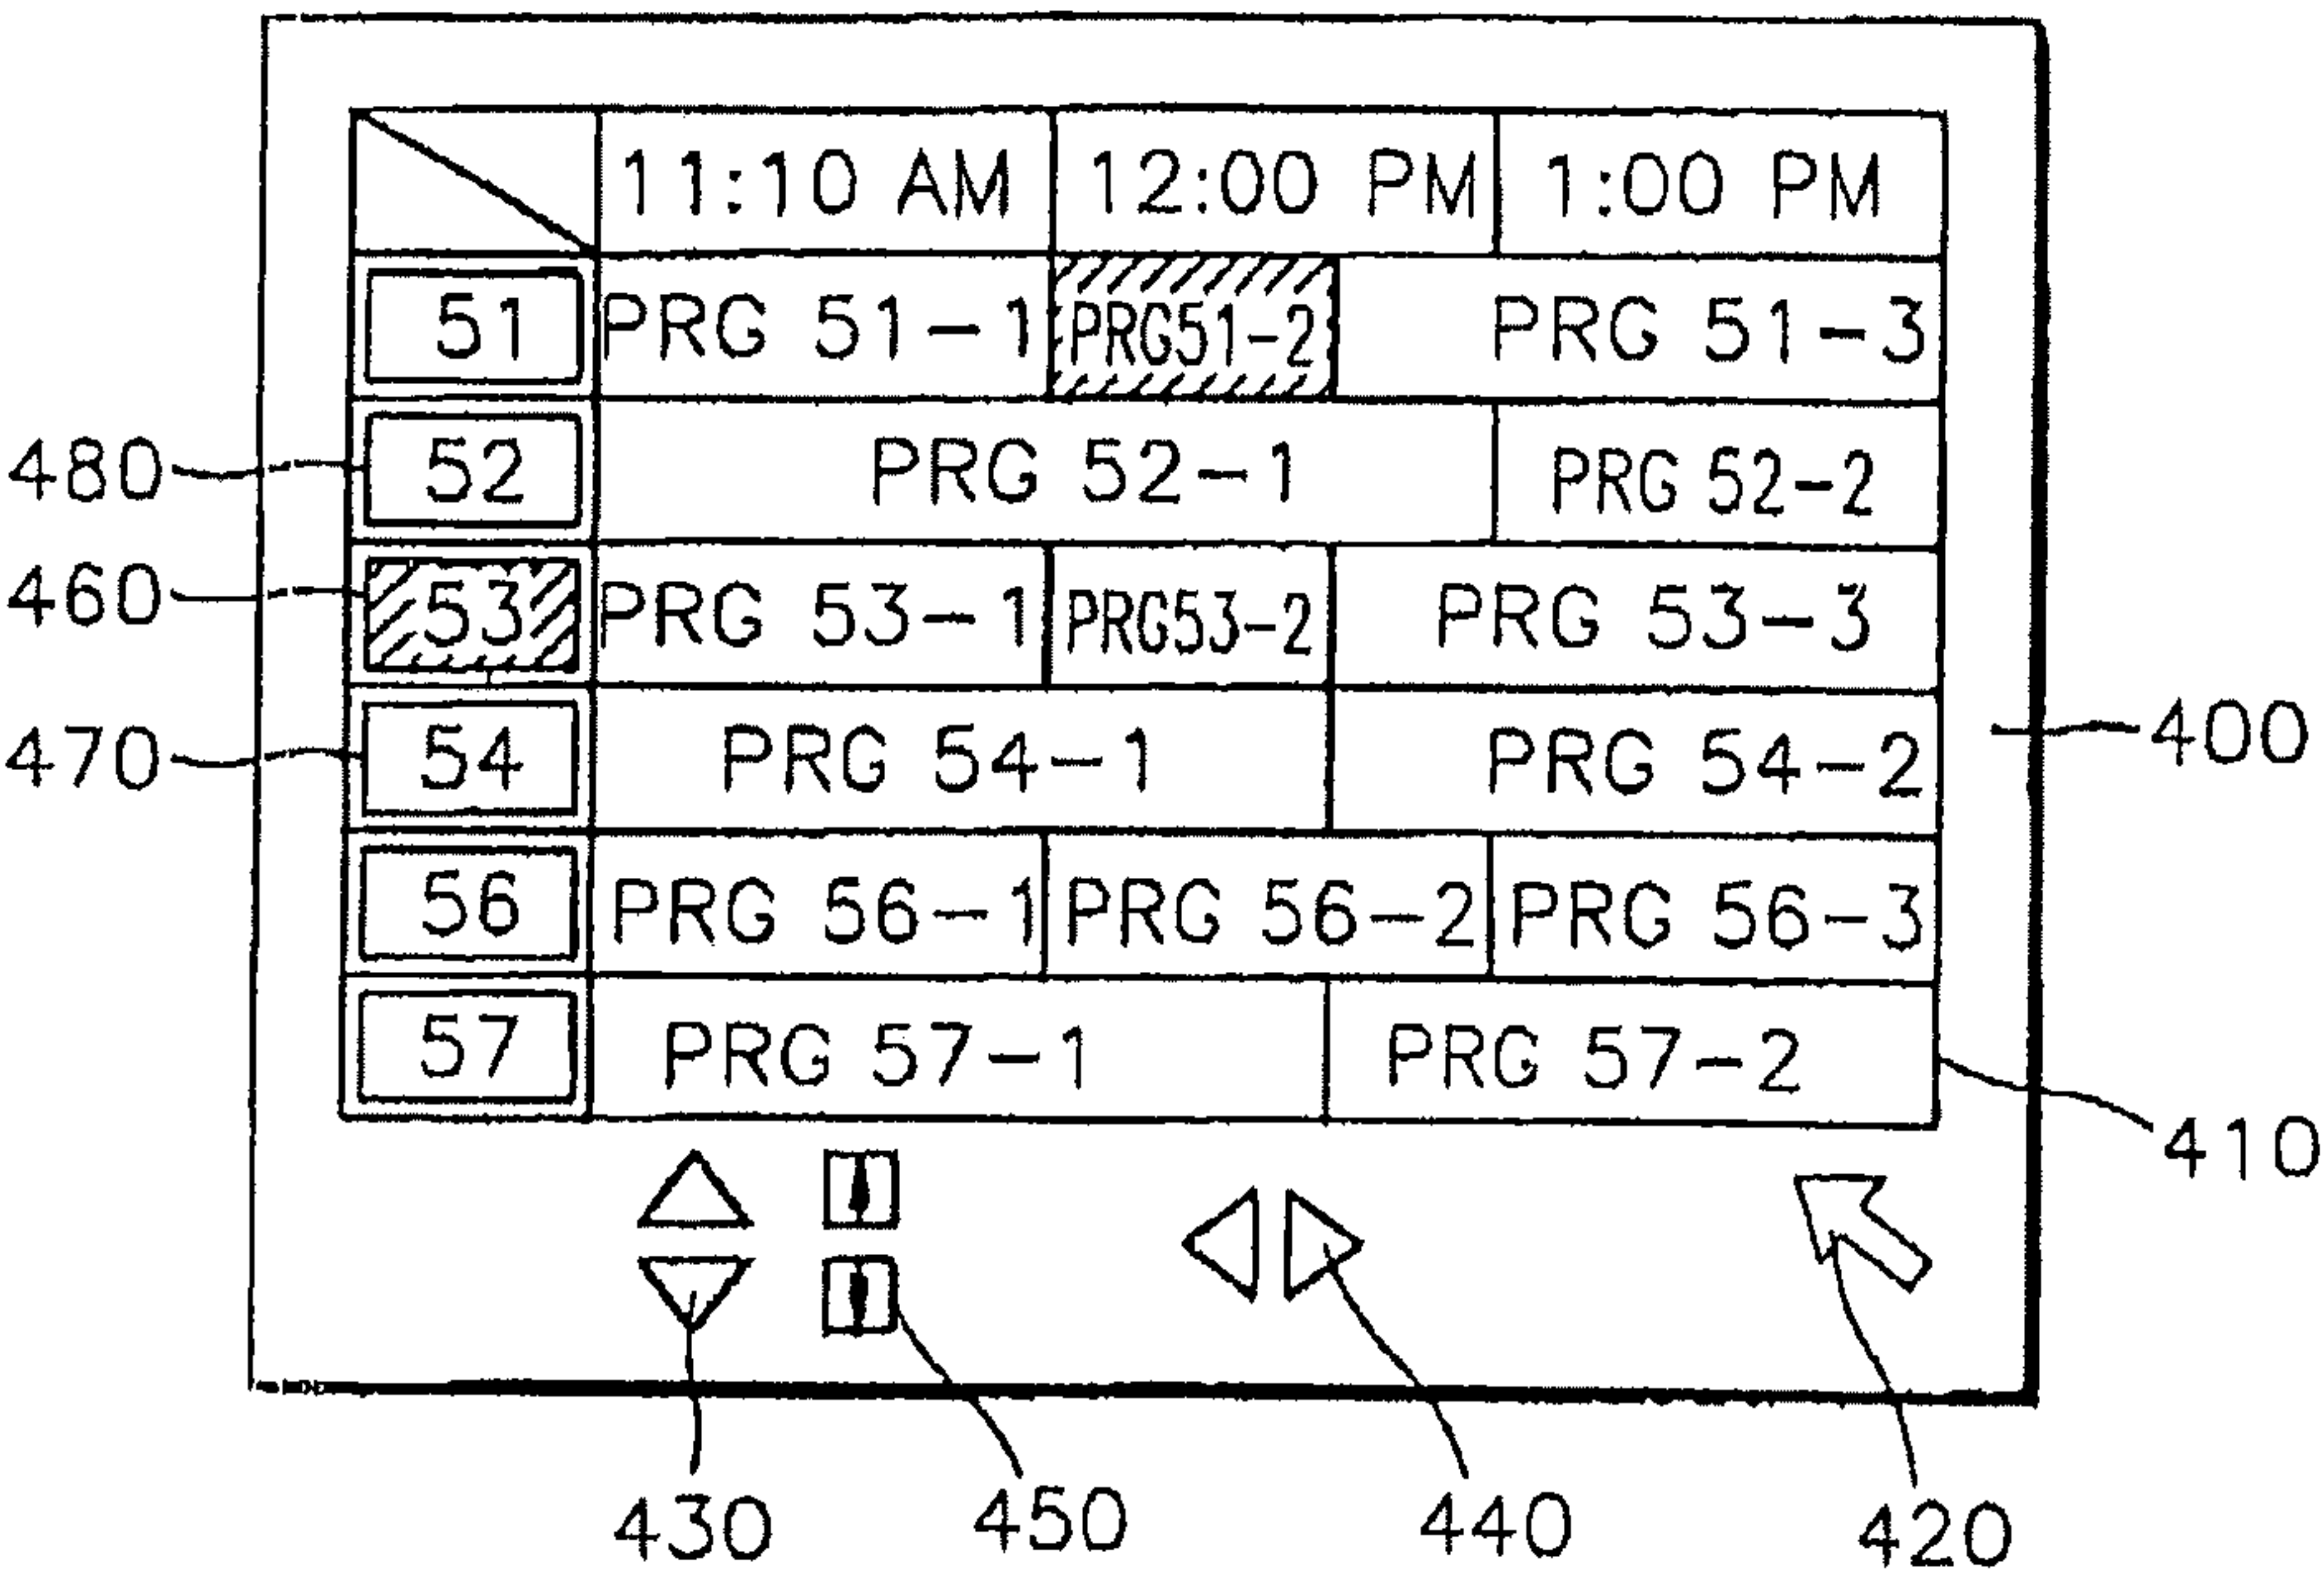 11:10 AM 12:00 PM 1:00 PM
51 PRG 51-1 PRG51-2 PRG 51-3
480 52 PRG 52-1 PRG 52-2
460 53 PRG 53-1 PRG53-2 PRG 53-3
470 54 PRG 54-1 PRG 54-2 400
56 PRG 56-1 PRG 56-2 PRG 56-3
57 PRG 57-1 PRG 57-2
410
430 450 440 420